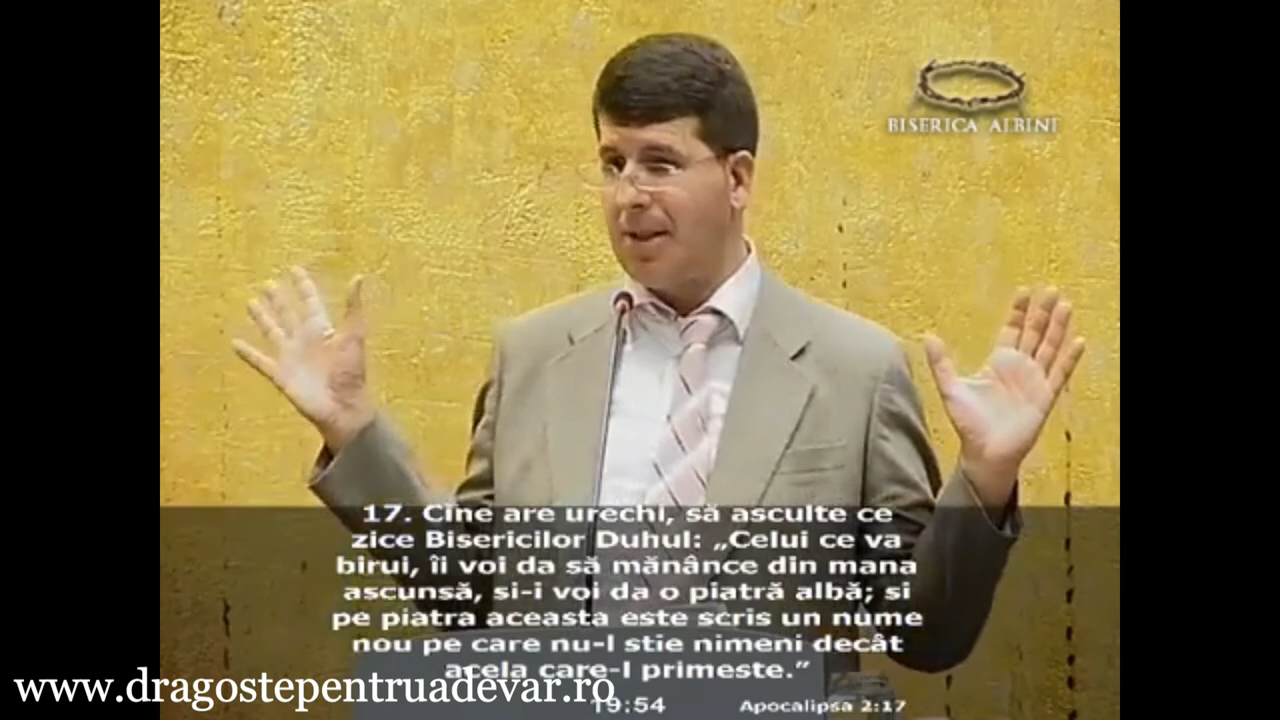 BISERICA ALBINI
17. Cine are urechi, să asculte ce
zice Bisericilor Duhul: „Celui ce va
birui, îi voi da să mănânce din mana
ascunsă, si-i voi da o piatră albă; si
pe piatra aceasta este scris un nume
nou pe care nu-l stie nimeni decât
acela care-l primeste.”
www.dragostepentruadevar.ro
19:54
Apocalipsa 2:17